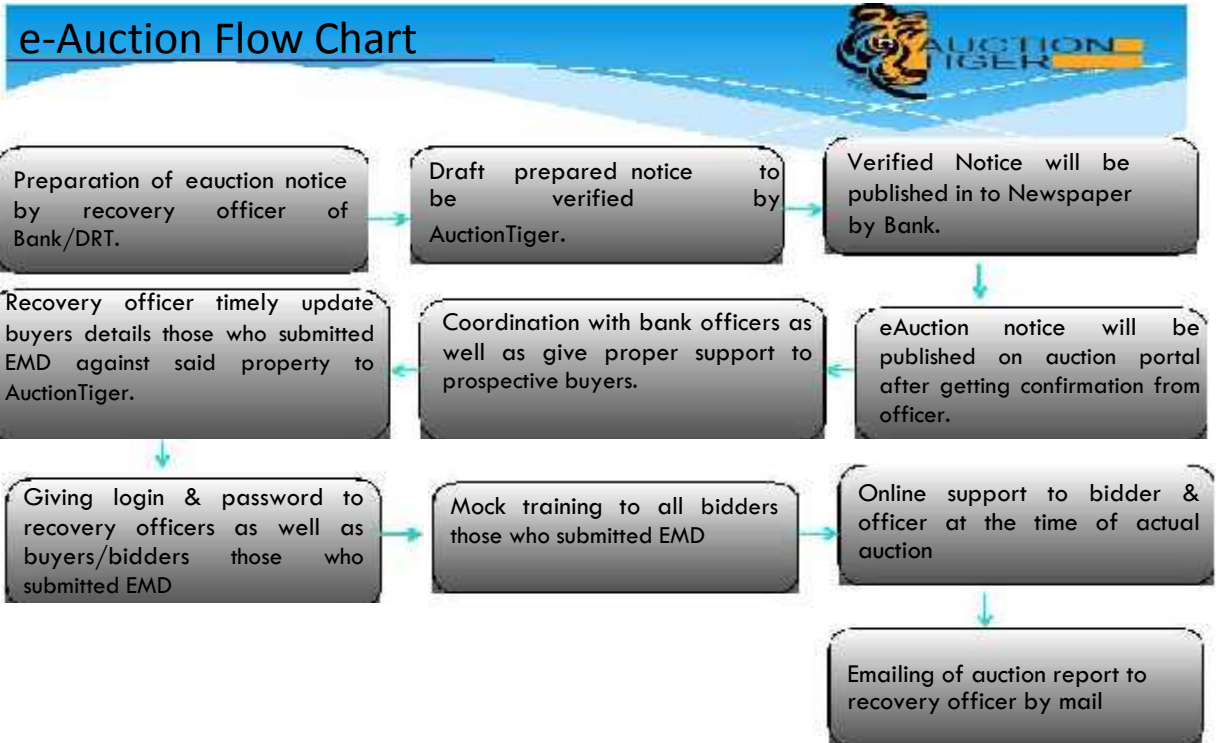 e-Auction Flow Chart
AUCTION
TIGER
Preparation of eauction notice
by recovery officer of
Bank/DRT.
Draft prepared notice to
be verified by
AuctionTiger.
Verified Notice will be
published in to Newspaper
by Bank.
eAuction notice will be
published on auction portal
after getting confirmation from
officer.
Coordination with bank officers as
well as give proper support to
prospective buyers.
Recovery officer timely update
buyers details those who submitted
EMD against said property to
AuctionTiger.
Giving login & password to
recovery officers as well as
buyers/bidders those who
submitted EMD
Mock training to all bidders
those who submitted EMD
Online support to bidder &
officer at the time of actual
auction
Emailing of auction report to
recovery officer by mail